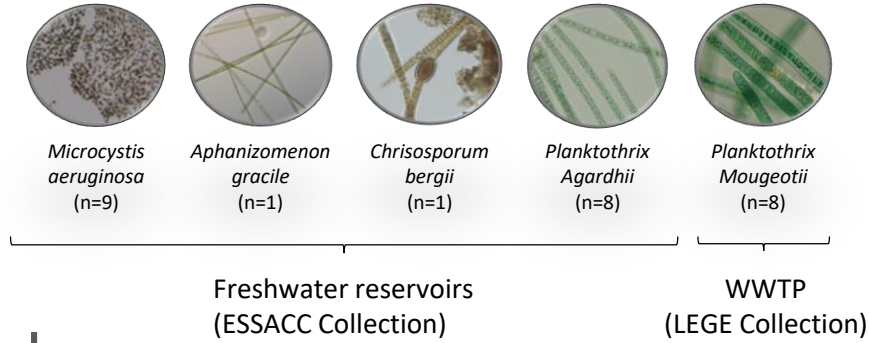 Microcystis
aeruginosa
(n=9)
Aphanizomenon
gracile
(n=1)
Chrisosporum
bergii
(n=1)
Planktothrix
Agardhii
(n=8)
Planktothrix
Mougeotii
(n=8)
Freshwater reservoirs
(ESSACC Collection)
WWTP
(LEGE Collection)